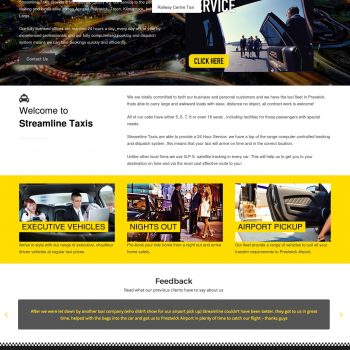 SERVICE
Railway Centre Taxi
Our fully licensed offices are manned 24 hours a day, every day of the year by
experienced professionals and our fully computerised booking and dispatch
system means we can take bookings quickly and efficiently.
Contact Us
CLICK HERE
Welcome to
Streamline Taxis
We are totally committed to both our business and personal customers and we have the taxi fleet in Prestwick,
thats able to carry large and awkward loads with ease, distance no object, all contract work is welcome!
All of our cabs have either 5, 6, 7, 8 or even 16 seats , including facilities for those passengers with special
needs.
Streamline Taxis are able to provide a 24 Hour Service, we have a top of the range computer controlled booking
and dispatch system, this means that your taxi will arrive on time and in the correct location.
Unlike other local firms we use G.P.S. satellite tracking in every car. This will help us to get you to your
destination on time and via the most cost effective route to you!
EXECUTIVE VEHICLES
NIGHTS OUT
AIRPORT PICKUP
Arrive in style with our range of executive, chauffeur
driven vehicles at regular taxi prices.
Pre-book your ride home from a night out and arrive
home safely.
Our fleet provide a range of vehicles to suit all your
transfer requirements to Prestwick Airport.
Feedback
Read what our previous clients have to say about us
After we were let down by another taxi company (who didn't show for our airport pick up) Streamline couldn't have been better, they got to us in great
time, helped with the bags into the car and got us to Prestwick Airport in plenty of time to catch our flight - thanks guys